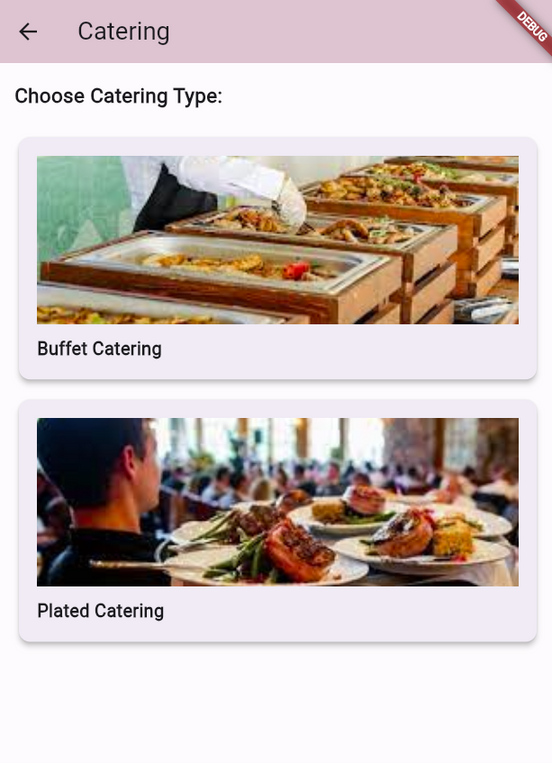 Catering
DEBUG
Choose Catering Type:
Buffet Catering
Plated Catering